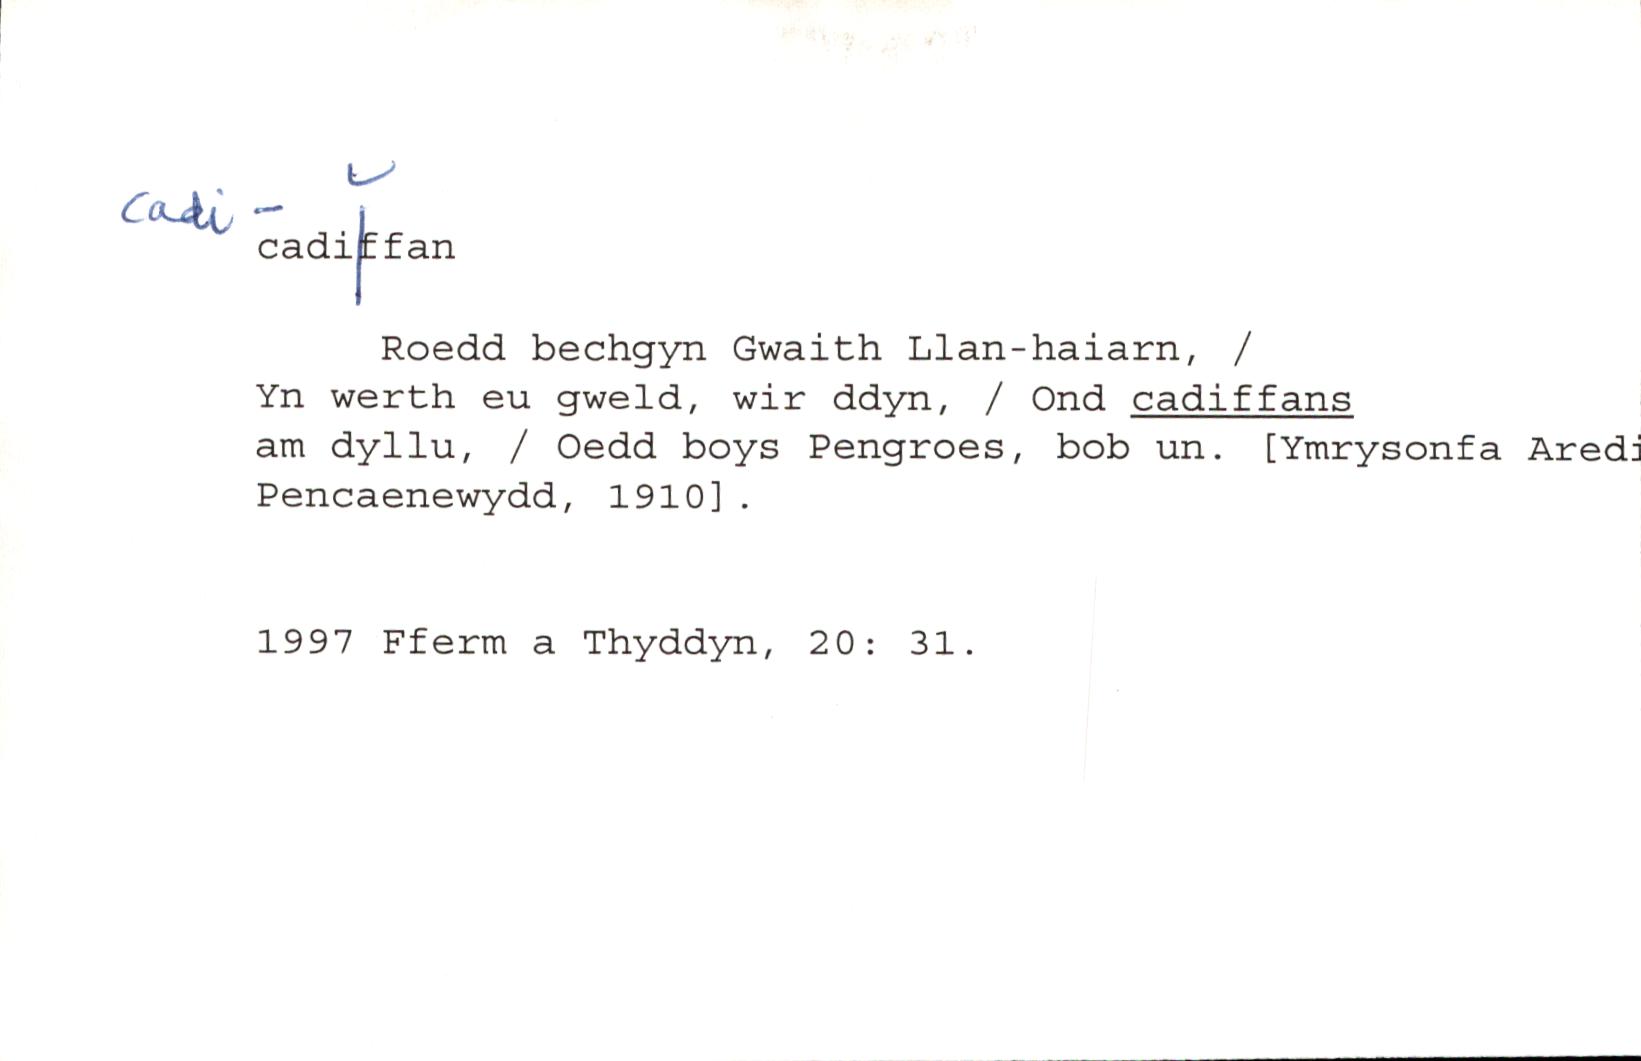 cadi -
cadiffan
Roedd bechgyn Gwaith Llan-haiarn, /
Yn werth eu gweld, wir ddyn, / Ond cadiffans
am dyllu, / Oedd boys Pengroes, bob un. [Ymrysonfa Aredi
Pencaenewydd, 1910].
1997 Fferm a Thyddyn, 20: 31.